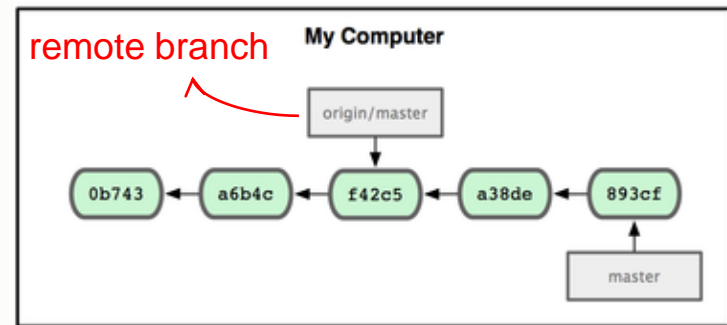 My Computer
remote branch
origin/master
0b743 a6b4c f42c5 a38de 893cf
master